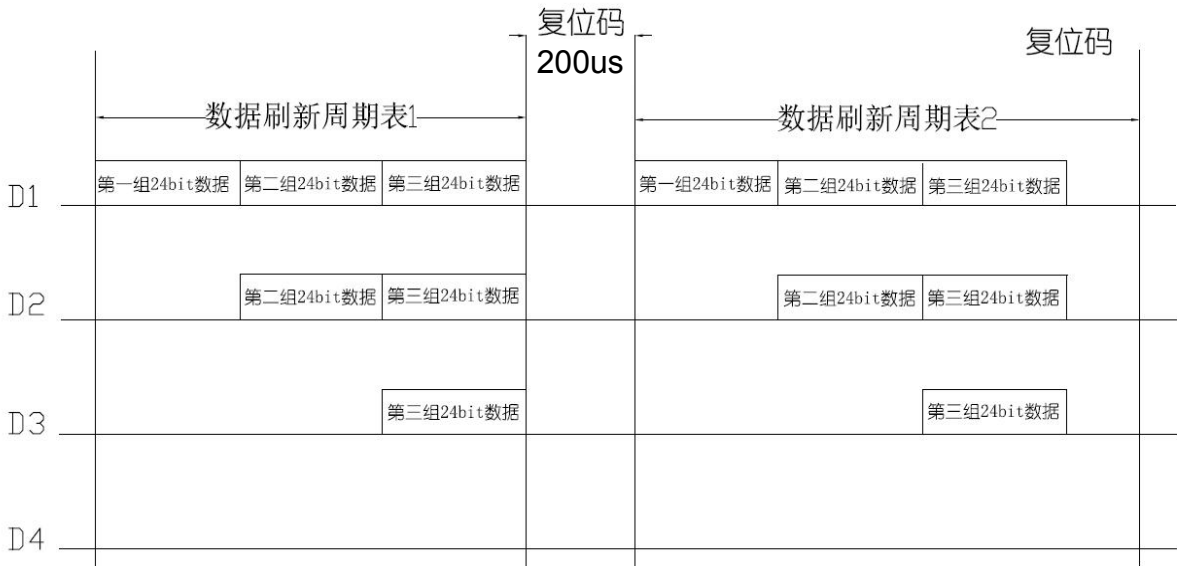 复位码
200us
复位码
数据刷新周期表1
数据刷新周期表2
D1
第一组24bit数据 第二组24bit数据 第三组24bit数据
第一组24bit数据 第二组24bit数据 第三组24bit数据
D2
第二组24bit数据 第三组24bit数据
第二组24bit数据 第三组24bit数据
D3
第三组24bit数据
第三组24bit数据
D4